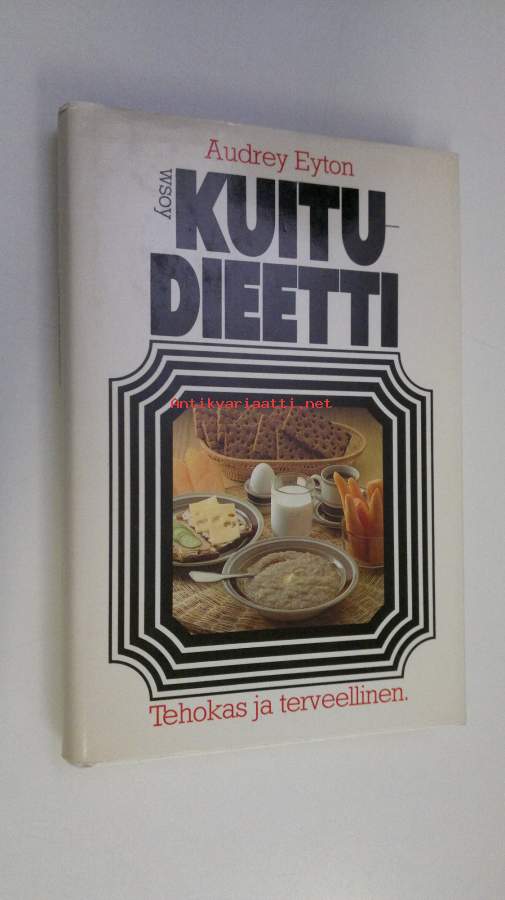 Audrey Eyton
wsoy
KUITU-
DIEETTI
Antikvariaatti.net
Tehokas ja terveellinen.